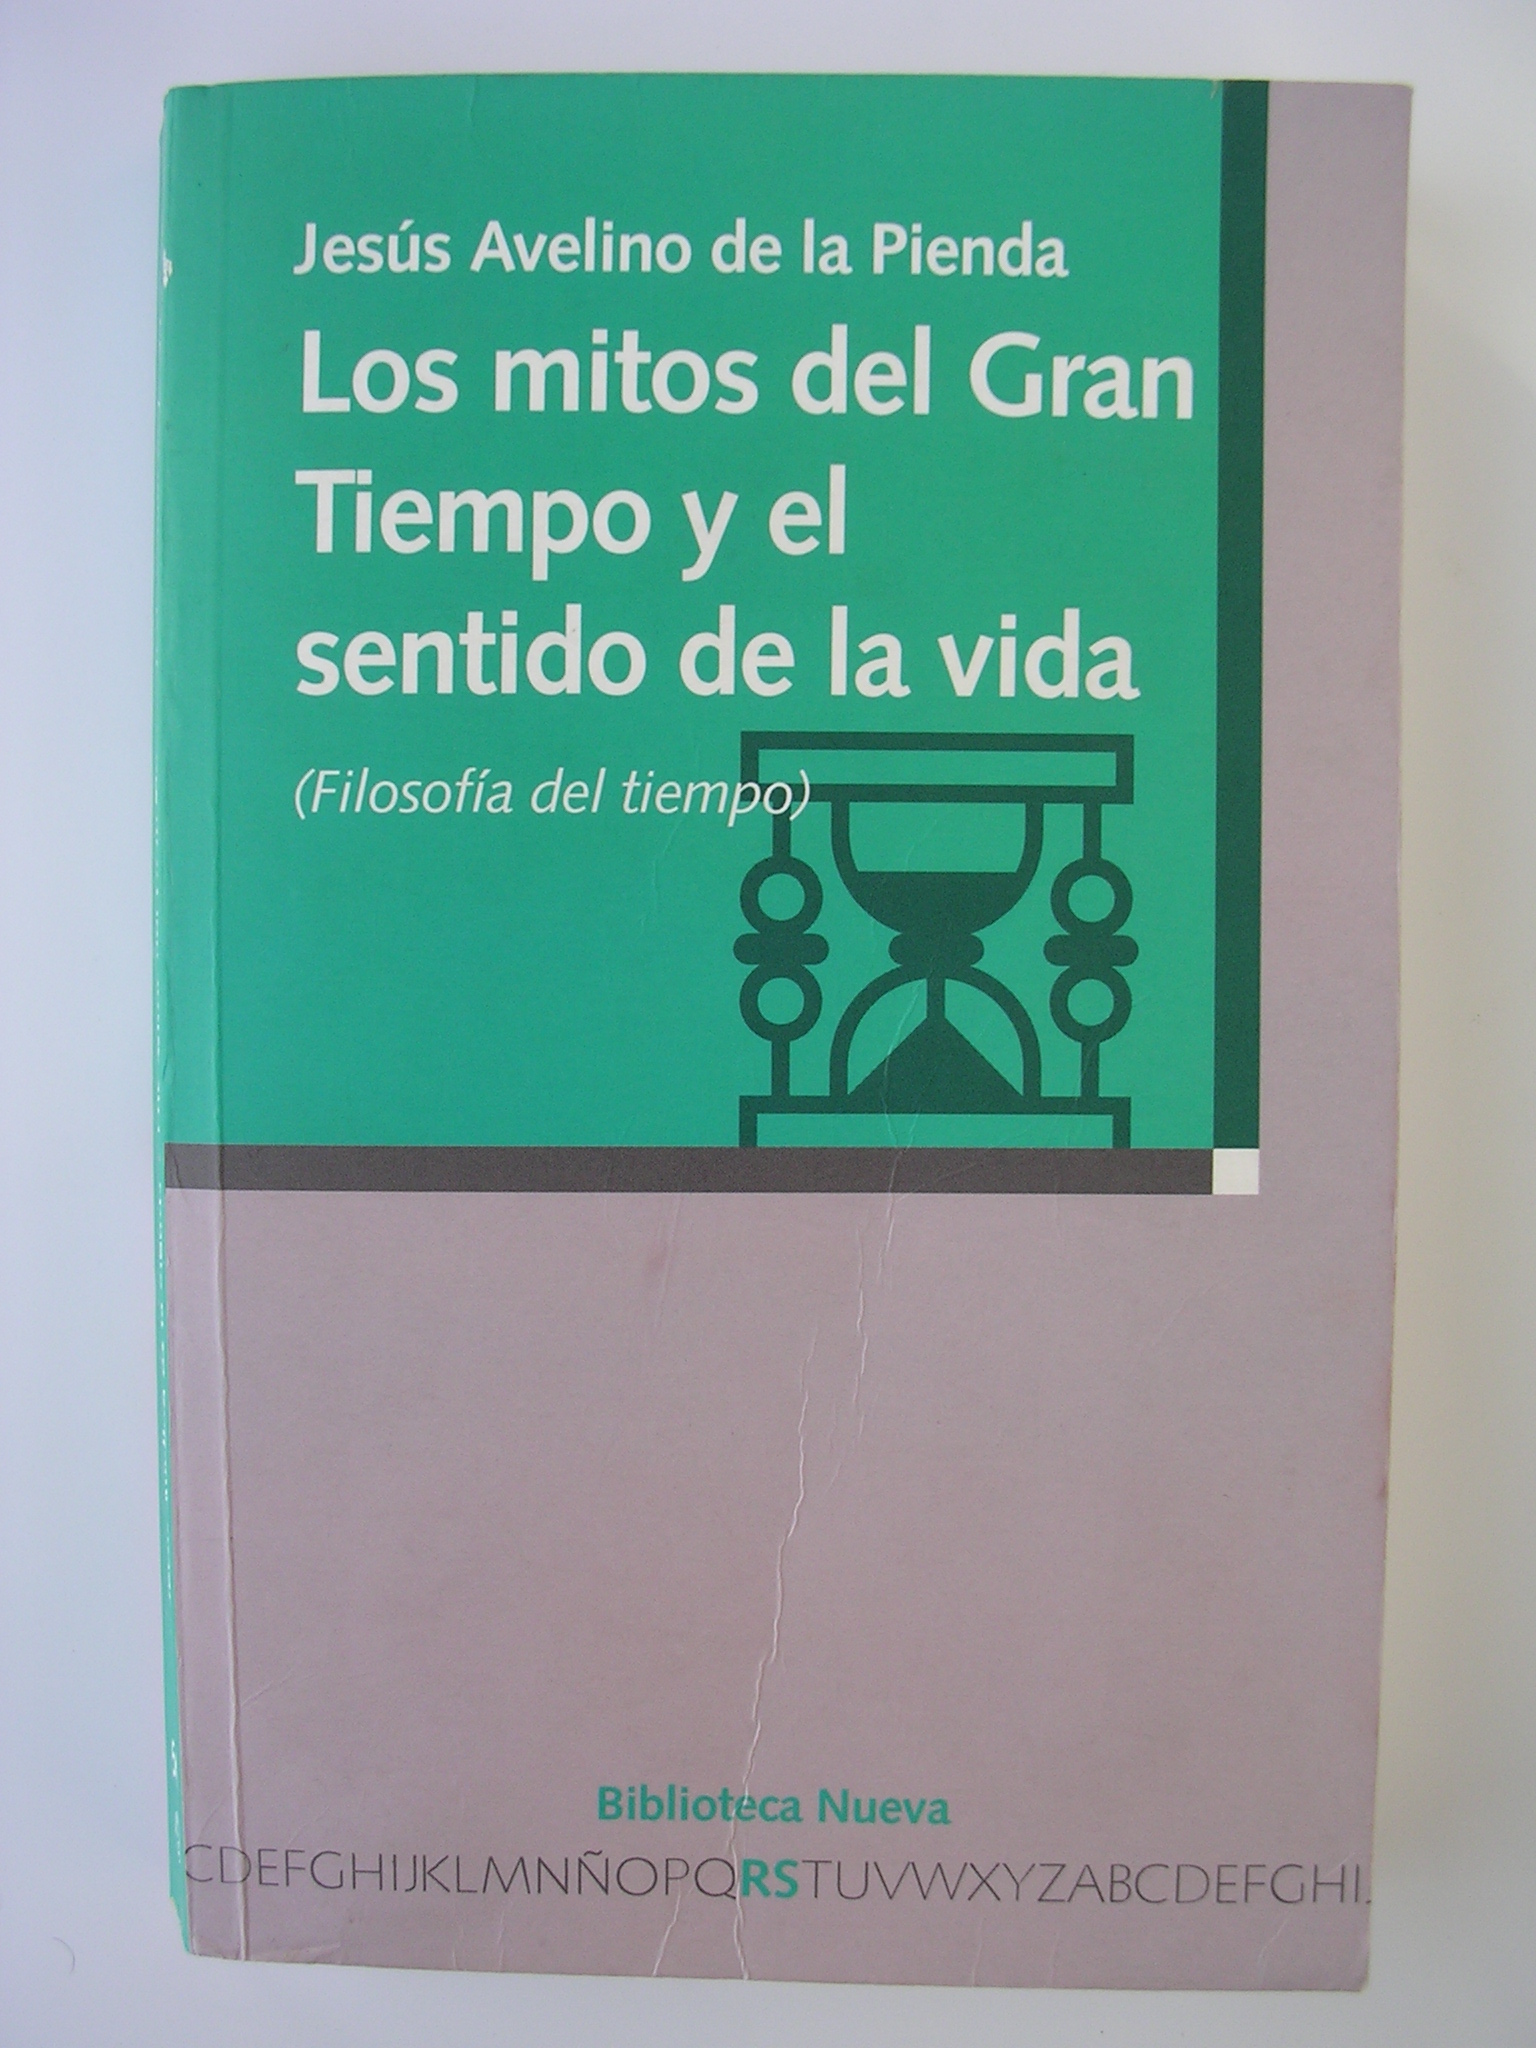 Jesús Avelino de la Pienda
Los mitos del Gran
Tiempo y el
sentido de la vida
(Filosofía del tiempo)
Biblioteca Nueva
CDEFGHIJKLMNÑOPQRSTUVWXYZABCDEFGHI